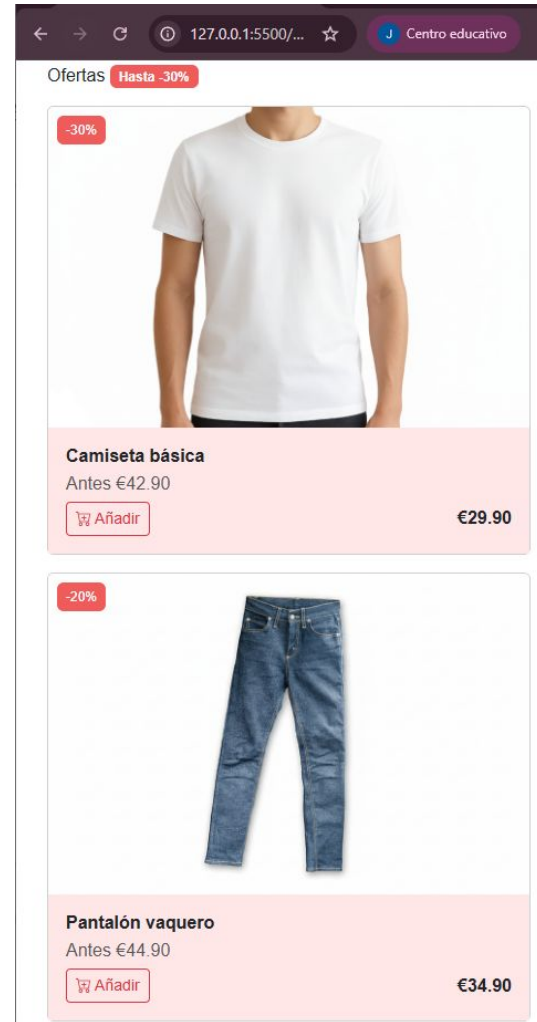 127.0.0.1:5500/...
J Centro educativo
Ofertas Hasta -30%
-30%
Camiseta básica
Antes €42.90
Añadir €29.90
-20%
Pantalón vaquero
Antes €44.90
Añadir €34.90